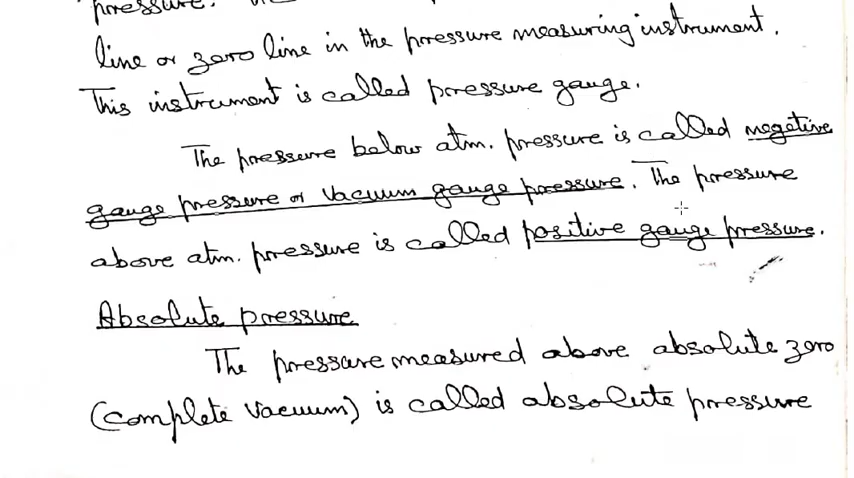 pressure.
line or zero line in the pressure measuring instrument.
This instrument is called pressure gauge.
The pressure below atm. pressure is called negetive
gauge pressure or vacuum gauge pressure. The pressure
above atm. pressure is called positive gauge pressure.
Absolute pressure
The pressure measured above absolute zero
(complete vacuum) is called absolute pressure